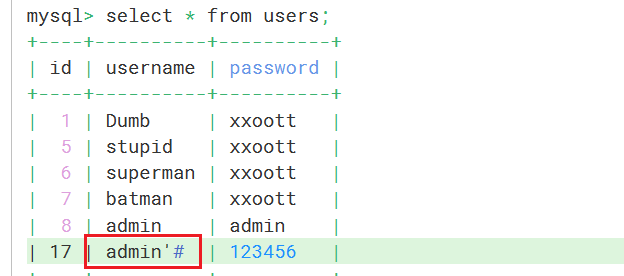 mysql> select * from users;
+----+----------+----------+
| id | username | password |
+----+----------+----------+
|  1 | Dumb     | xxoott   |
|  5 | stupid   | xxoott   |
|  6 | superman | xxoott   |
|  7 | batman   | xxoott   |
|  8 | admin    | admin    |
| 17 | admin'#  | 123456   |